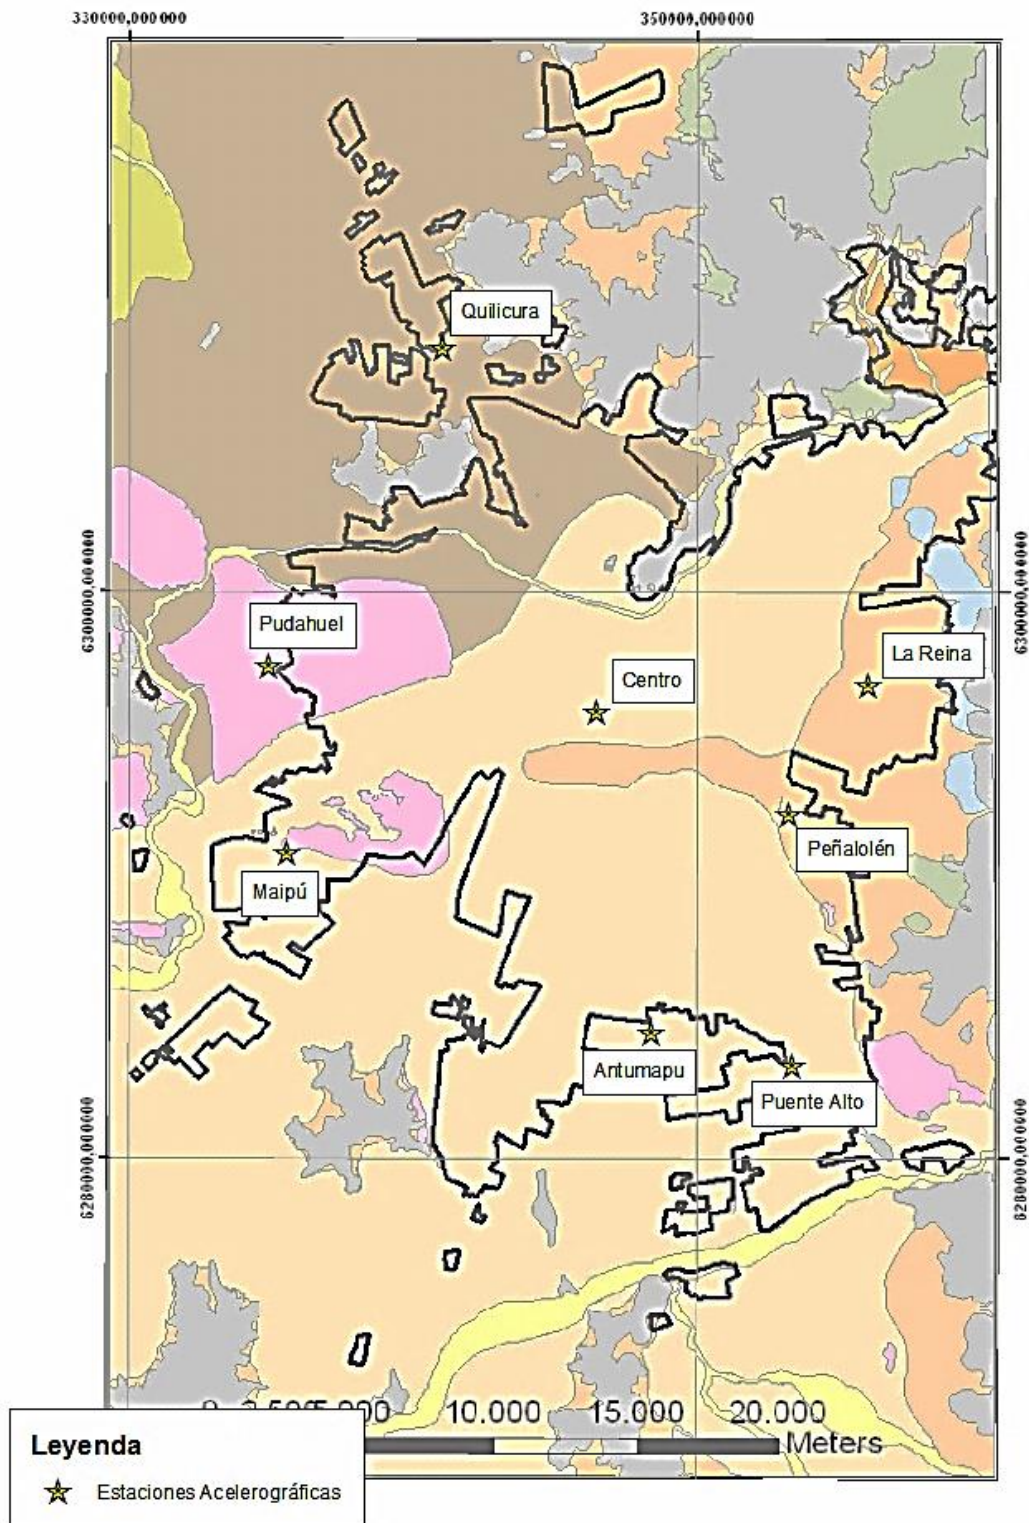 330000,000000
350000,000000
Quilicura
6300000,000000
6300000,000000
Pudahuel
La Reina
Centro
Peñalolén
Maipú
Antumapu
Puente Alto
6280000,000000
6280000,000000
10.000 15.000 20.000
Meters
Leyenda
Estaciones Acelerográficas